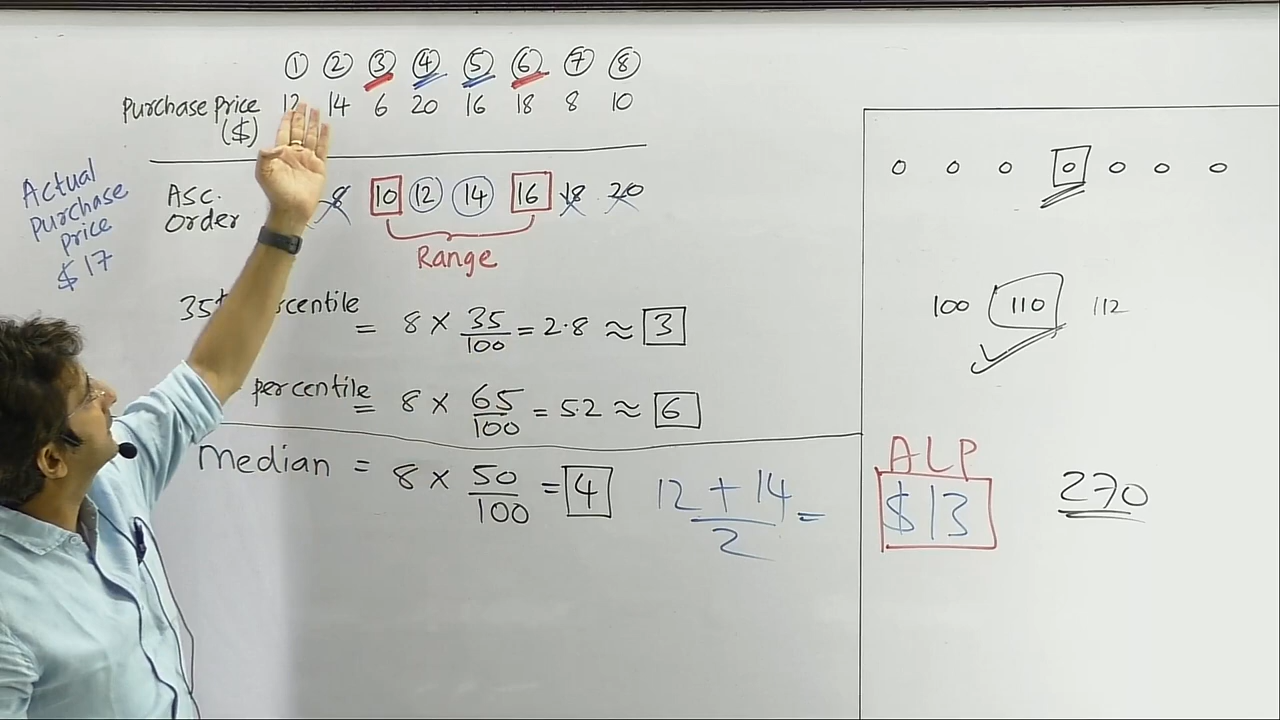 ① ② ③ ④ ⑤ ⑥ ⑦ ⑧
Purchase Price 12 14 6 20 16 18 8 10
($)
Actual
Purchase
Price
$ 17
Asc. 8 10 12 14 16 18 20
Order
Range
35 percentile
= 8 × 35/100 = 2.8 ≈ 3
percentile
= 8 × 65/100 = 5.2 ≈ 6
Median = 8 × 50/100 = 4
12 + 14 / 2 =
0 0 0 0 0 0 0
100 110 112
ALP
$ 13
270